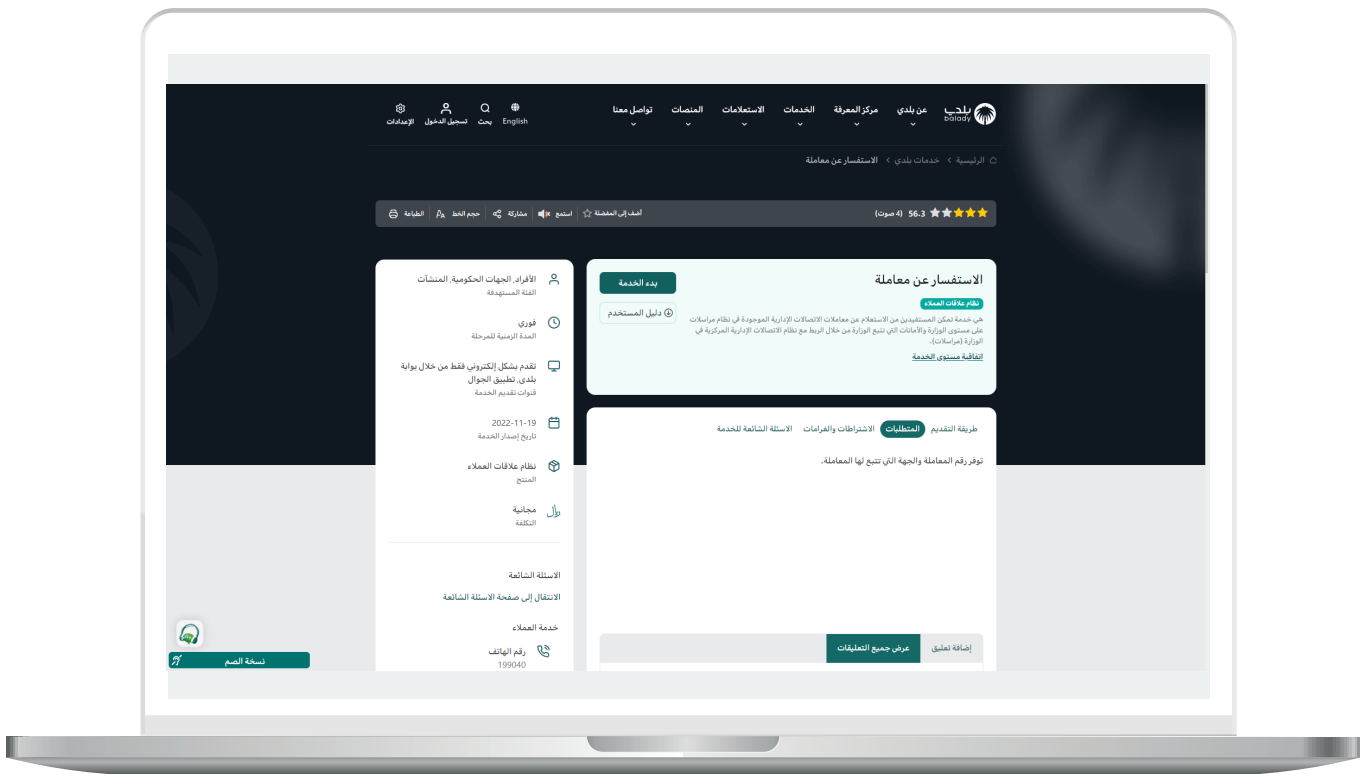 بلدي
balady
عن بلدي
مركز المعرفة
الخدمات
الاستعلامات
المنصات
تواصل معنا
English
بحث
تسجيل الدخول
الإعدادات
الرئيسية > خدمات بلدي > الاستفسار عن معاملة
56.3 (4 صوت)
أضف إلى المفضلة
استمع
مشاركة
حجم الخط
الطباعة
الاستفسار عن معاملة
نظام علاقات العملاء
هي خدمة تمكن المستفيدين من الاستعلام عن معاملات الاتصالات الإدارية الموجودة في نظام مراسلات
على مستوى الوزارة والأمانات التي تتبع الوزارة من خلال الربط مع نظام الاتصالات الإدارية المركزية في
الوزارة (مراسلات).
اتفاقية مستوى الخدمة
بدء الخدمة
دليل المستخدم
طريقة التقديم
المتطلبات
الاشتراطات والغرامات
الاسئلة الشائعة للخدمة
توفر رقم المعاملة والجهة التي تتبع لها المعاملة.
إضافة تعليق
عرض جميع التعليقات
الأفراد, الجهات الحكومية, المنشآت
الفئة المستهدفة
فوري
المدة الزمنية للمرحلة
تقدم بشكل إلكتروني فقط من خلال بوابة
بلدي, تطبيق الجوال
قنوات تقديم الخدمة
2022-11-19
تاريخ إصدار الخدمة
نظام علاقات العملاء
المنتج
ريال
مجانية
التكلفة
الاسئلة الشائعة
الانتقال إلى صفحة الاسئلة الشائعة
خدمة العملاء
رقم الهاتف
199040
نسخة الصم